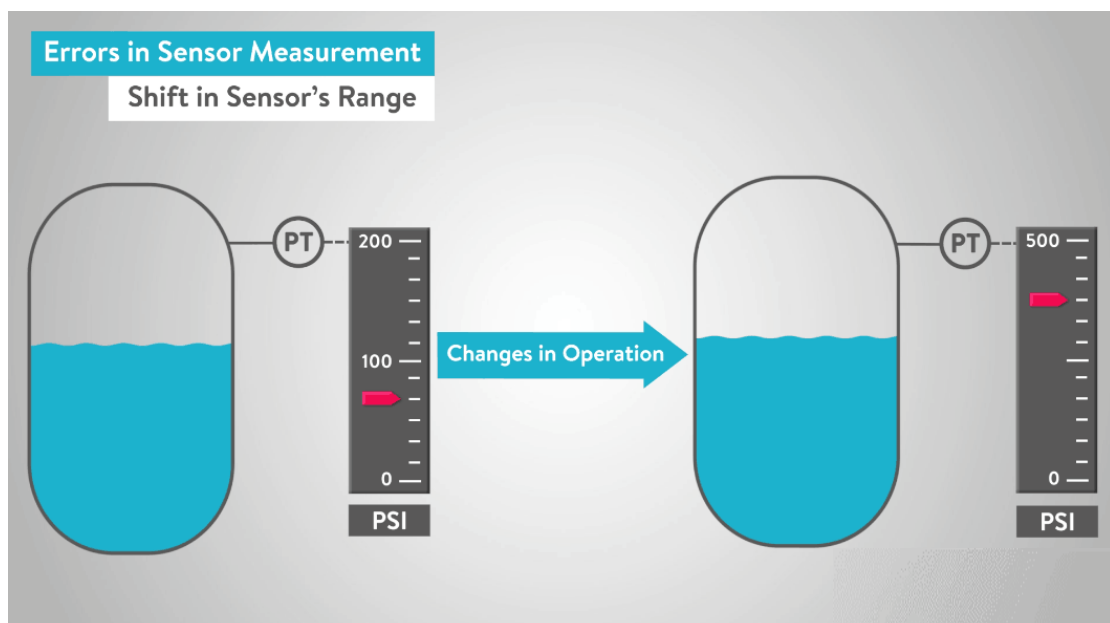 Errors in Sensor Measurement
Shift in Sensor's Range
PT
200
100
0
PSI
Changes in Operation
PT
500
0
PSI